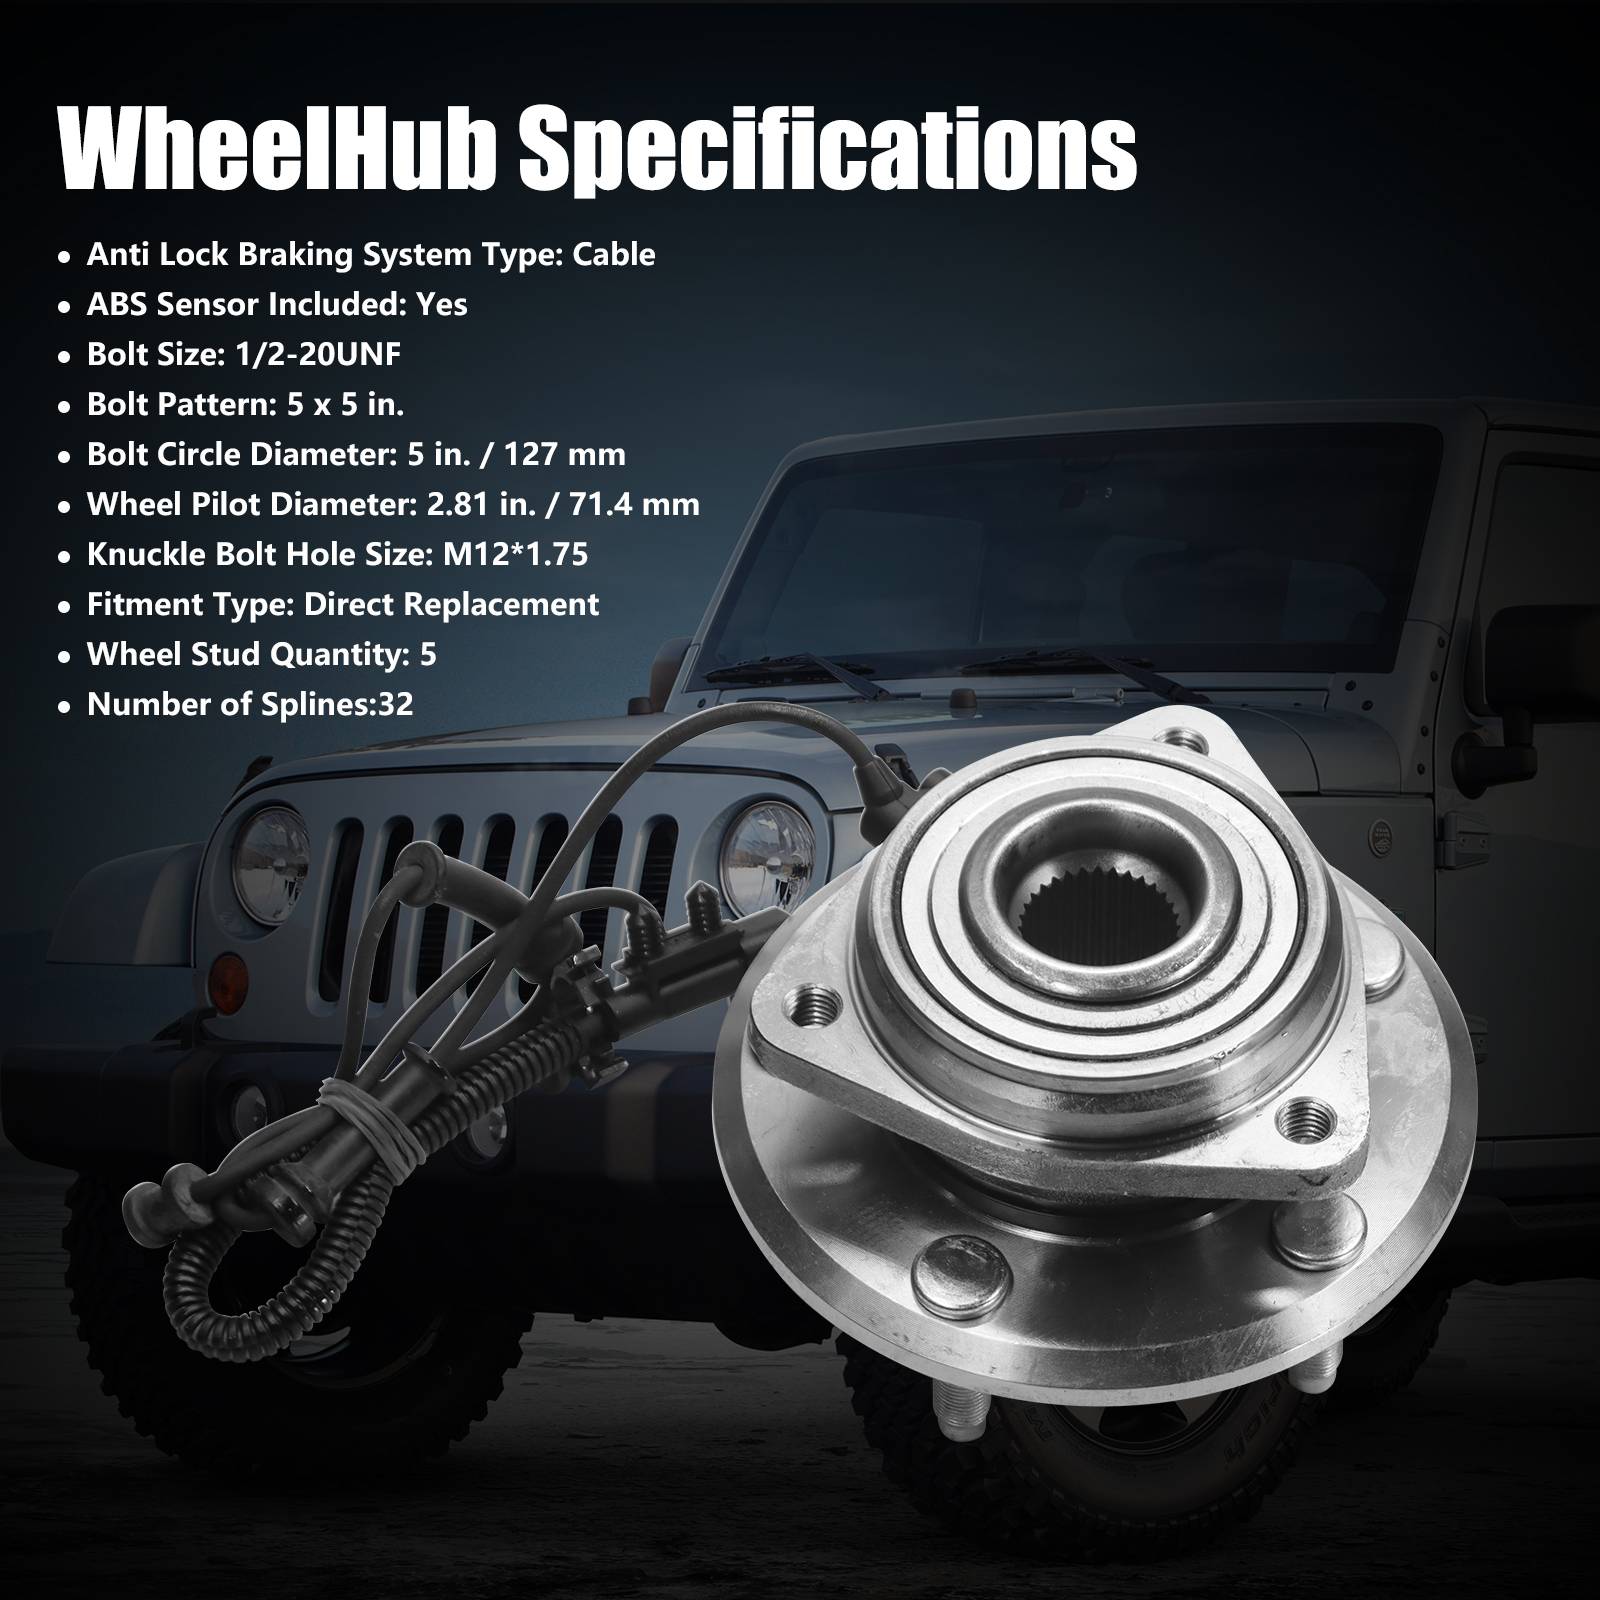 WheelHub Specifications
• Anti Lock Braking System Type: Cable
• ABS Sensor Included: Yes
• Bolt Size: 1/2-20UNF
• Bolt Pattern: 5 x 5 in.
• Bolt Circle Diameter: 5 in. / 127 mm
• Wheel Pilot Diameter: 2.81 in. / 71.4 mm
• Knuckle Bolt Hole Size: M12*1.75
• Fitment Type: Direct Replacement
• Wheel Stud Quantity: 5
• Number of Splines:32